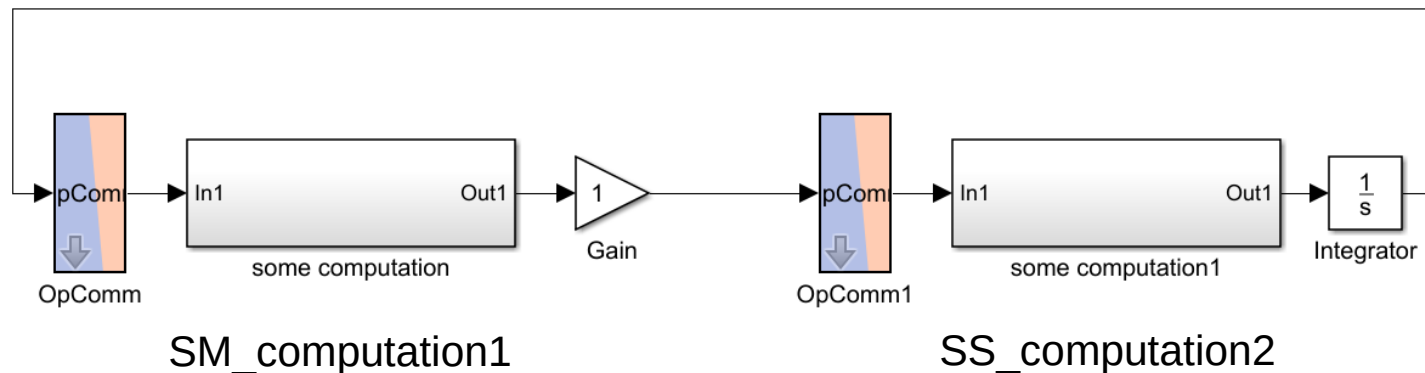 pComm
In1
Out1
1
pComm
In1
Out1
1
s
some computation
Gain
some computation1
Integrator
OpComm
OpComm1
SM_computation1
SS_computation2